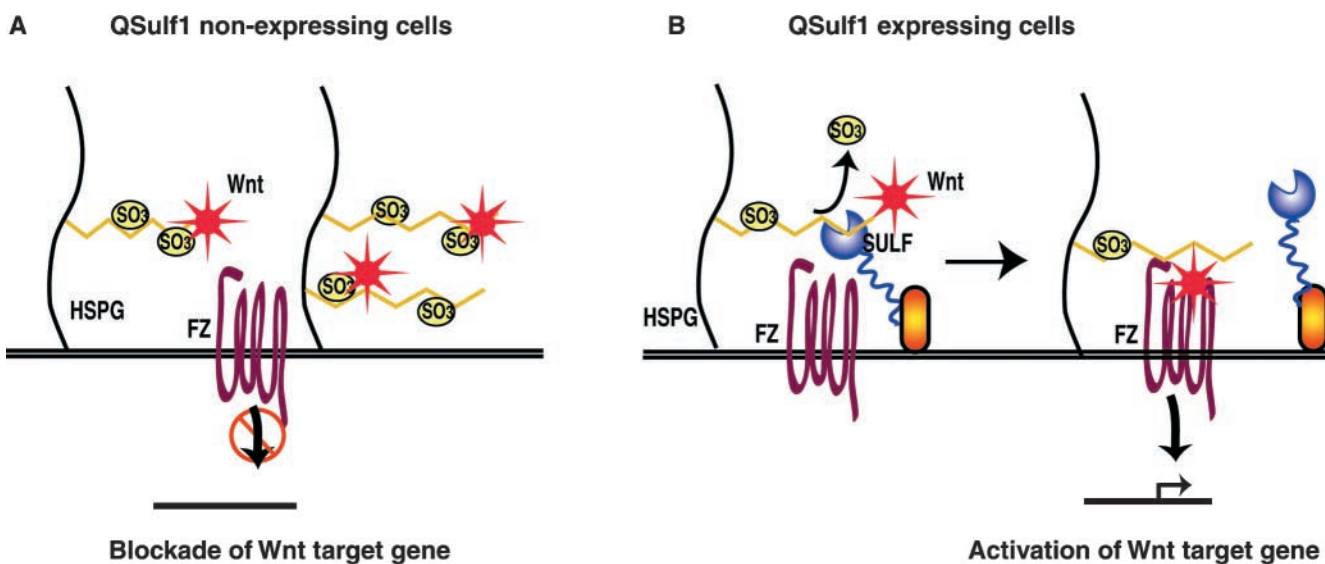 A QSulf1 non-expressing cells
SO3
SO3
Wnt
HSPG
FZ
SO3
SO3
SO3
SO3
Blockade of Wnt target gene
B QSulf1 expressing cells
SO3
SO3
Wnt
SULF
HSPG
FZ
SO3
FZ
Activation of Wnt target gene